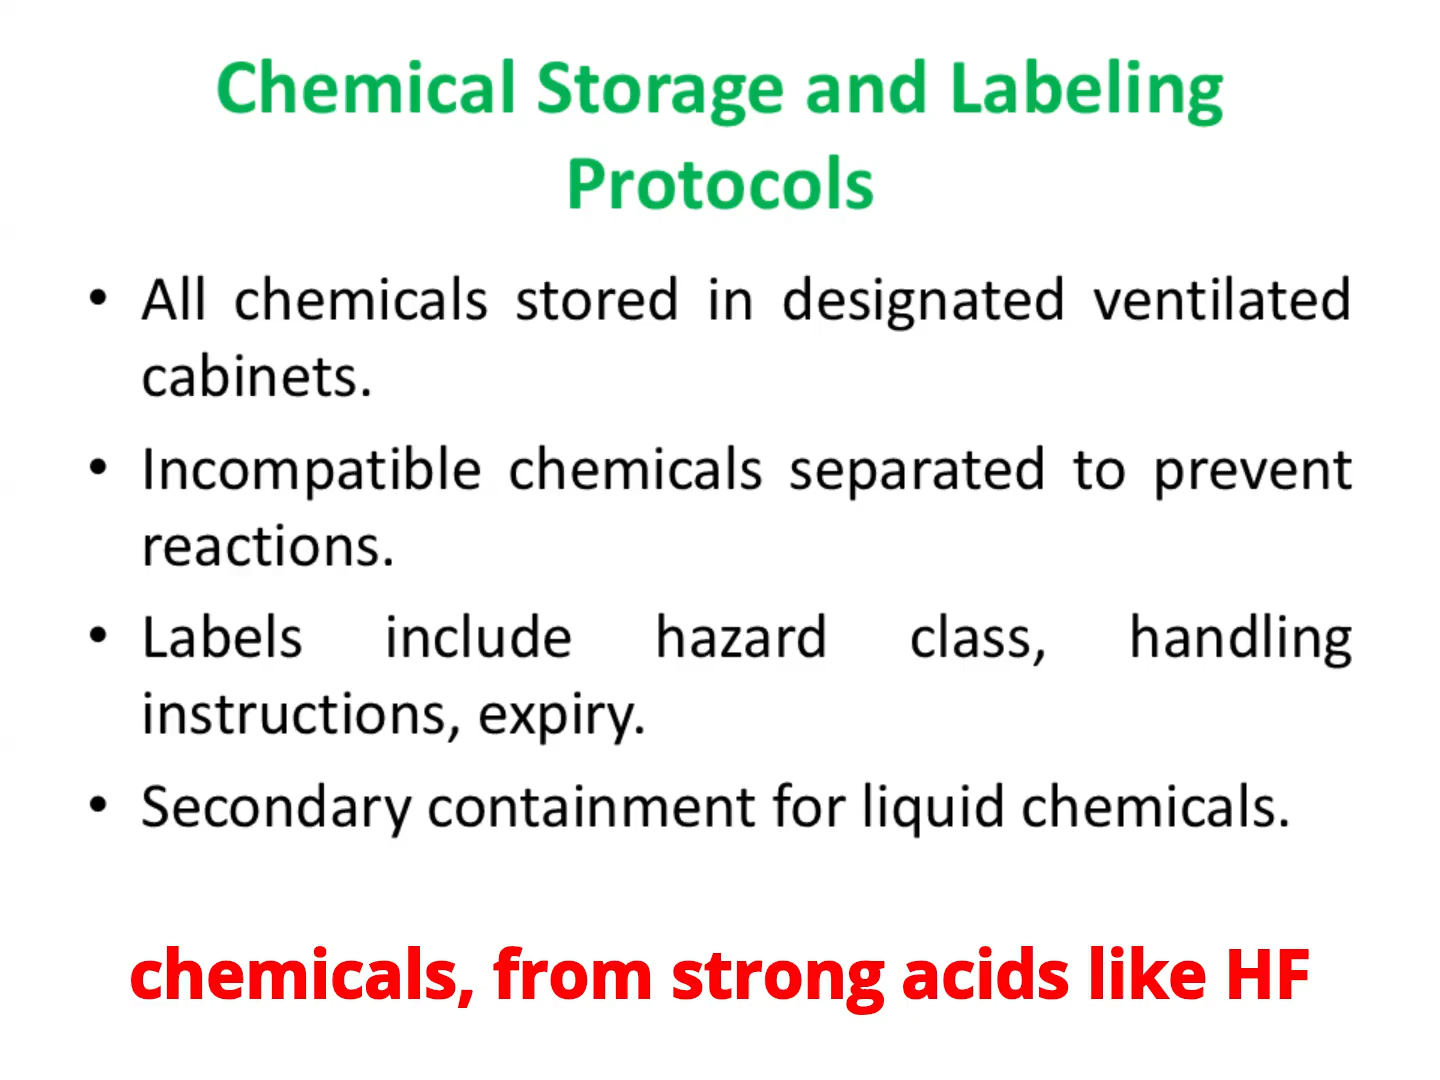 Chemical Storage and Labeling
Protocols
• All chemicals stored in designated ventilated
cabinets.
• Incompatible chemicals separated to prevent
reactions.
• Labels include hazard class, handling
instructions, expiry.
• Secondary containment for liquid chemicals.
chemicals, from strong acids like HF